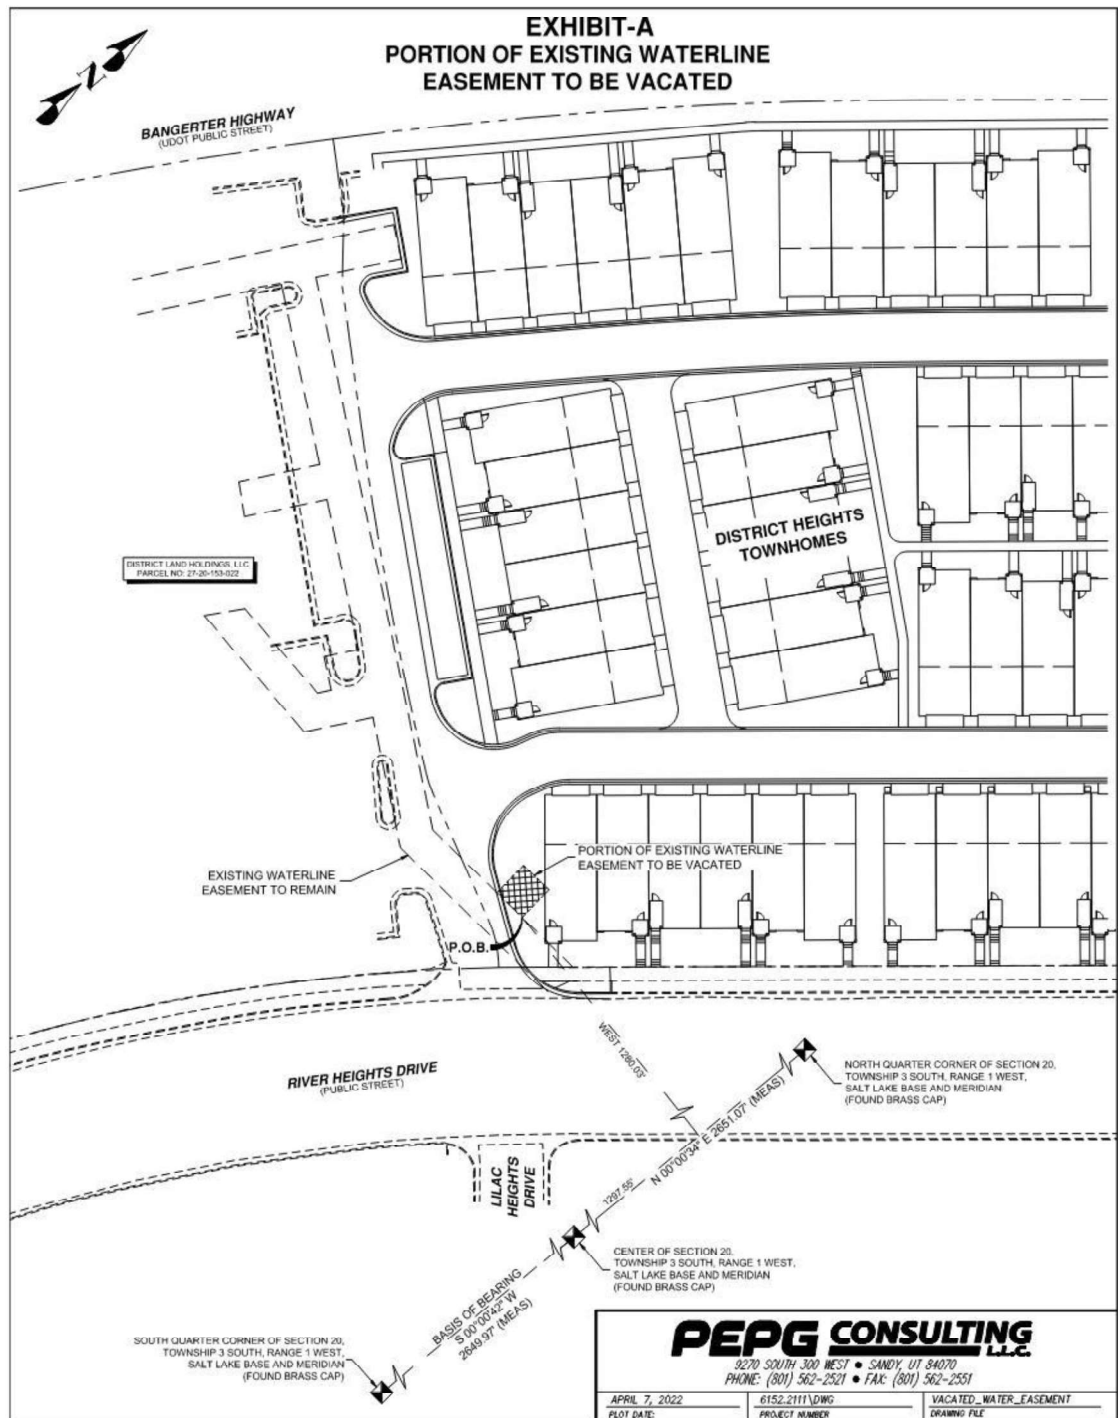 EXHIBIT-A
PORTION OF EXISTING WATERLINE
EASEMENT TO BE VACATED
N
BANGERTER HIGHWAY
(UDOT PUBLIC STREET)
DISTRICT HEIGHTS
TOWNHOMES
DISTRICT LAND HOLDINGS, LLC
PARCEL NO: 27-20-153-022
PORTION OF EXISTING WATERLINE
EASEMENT TO BE VACATED
EXISTING WATERLINE
EASEMENT TO REMAIN
P.O.B.
WEST 1280.03'
RIVER HEIGHTS DRIVE
(PUBLIC STREET)
NORTH QUARTER CORNER OF SECTION 20,
TOWNSHIP 3 SOUTH, RANGE 1 WEST,
SALT LAKE BASE AND MERIDIAN
(FOUND BRASS CAP)
N 00°00'34" E 2651.07' (MEAS)
1297.55'
LILAC
HEIGHTS
DRIVE
CENTER OF SECTION 20,
TOWNSHIP 3 SOUTH, RANGE 1 WEST,
SALT LAKE BASE AND MERIDIAN
(FOUND BRASS CAP)
BASIS OF BEARING
S 00°00'42" W
2649.97' (MEAS)
SOUTH QUARTER CORNER OF SECTION 20,
TOWNSHIP 3 SOUTH, RANGE 1 WEST,
SALT LAKE BASE AND MERIDIAN
(FOUND BRASS CAP)
PEPG CONSULTING
L.L.C.
9270 SOUTH 300 WEST • SANDY, UT 84070
PHONE: (801) 562-2521 • FAX: (801) 562-2551
APRIL 7, 2022
PLOT DATE:
6152.2111\DWG
PROJECT NUMBER
VACATED_WATER_EASEMENT
DRAWING FILE